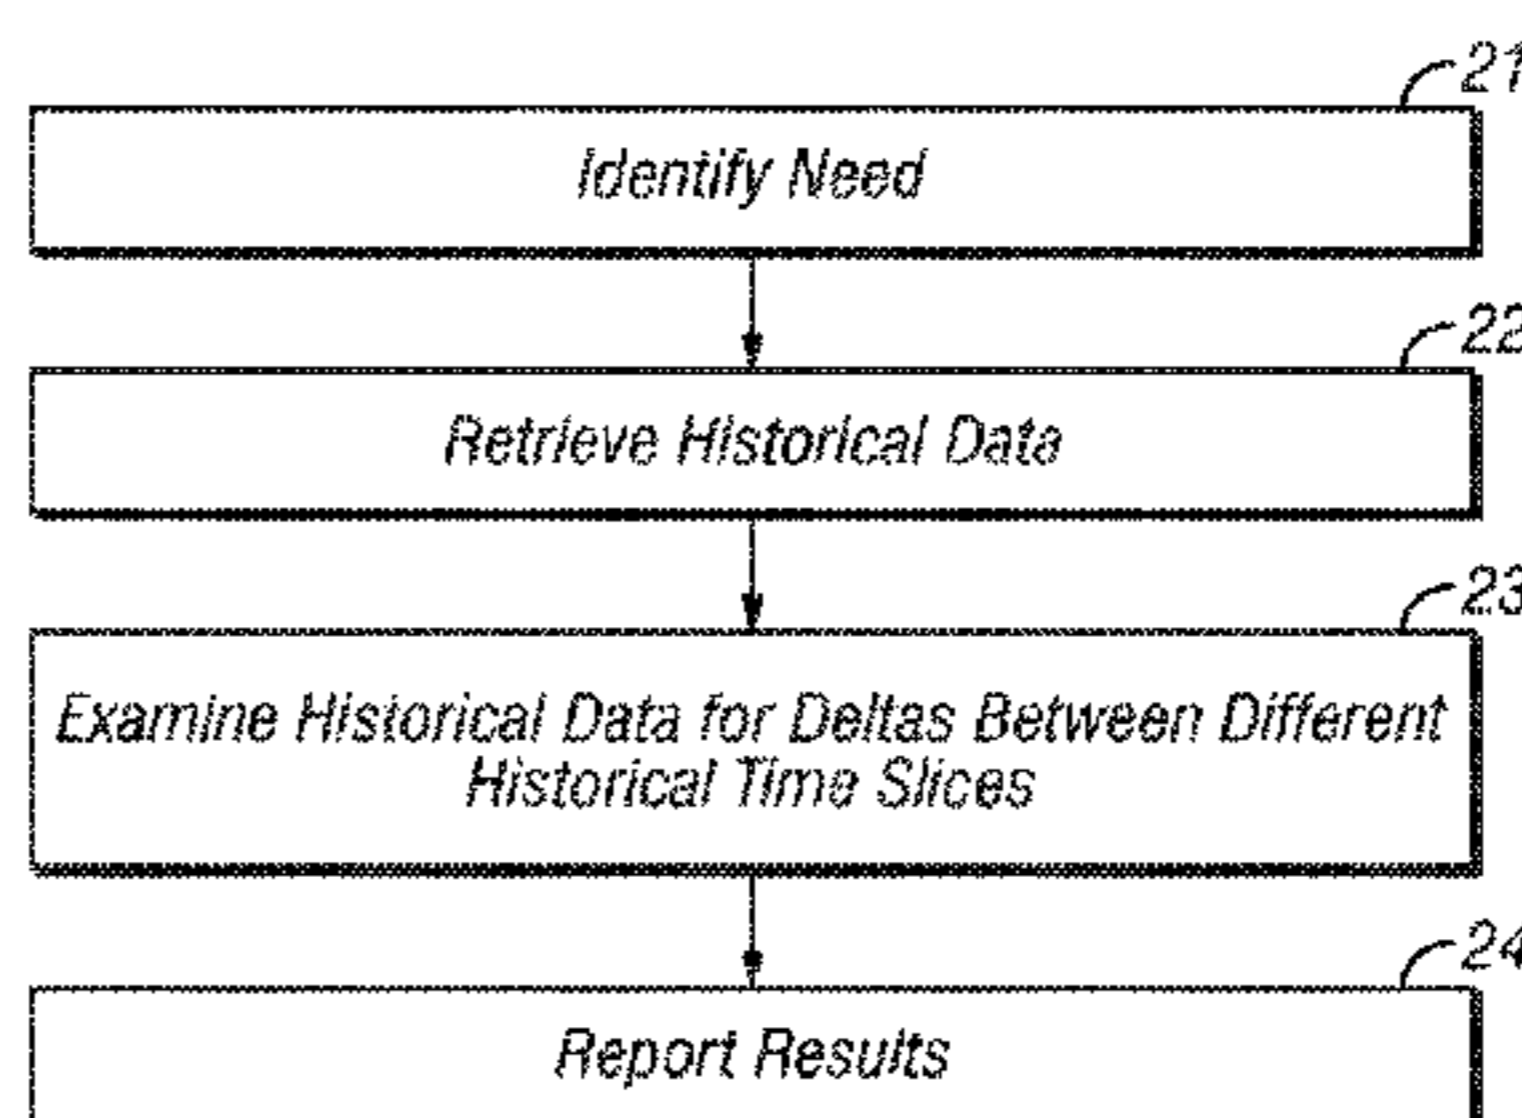 21
Identify Need
22
Retrieve Historical Data
23
Examine Historical Data for Deltas Between Different
Historical Time Slices
24
Report Results